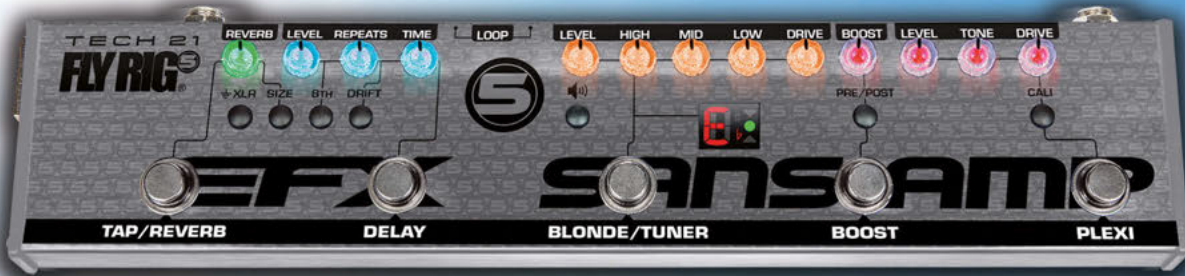 TECH 21
FLY RIG 5®
REVERB LEVEL REPEATS TIME LOOP LEVEL HIGH MID LOW DRIVE BOOST LEVEL TONE DRIVE
XLR SIZE 8TH DRIFT PRE/POST CALI
5
E ♭
EFX SANSAMP
TAP/REVERB DELAY BLONDE/TUNER BOOST PLEXI